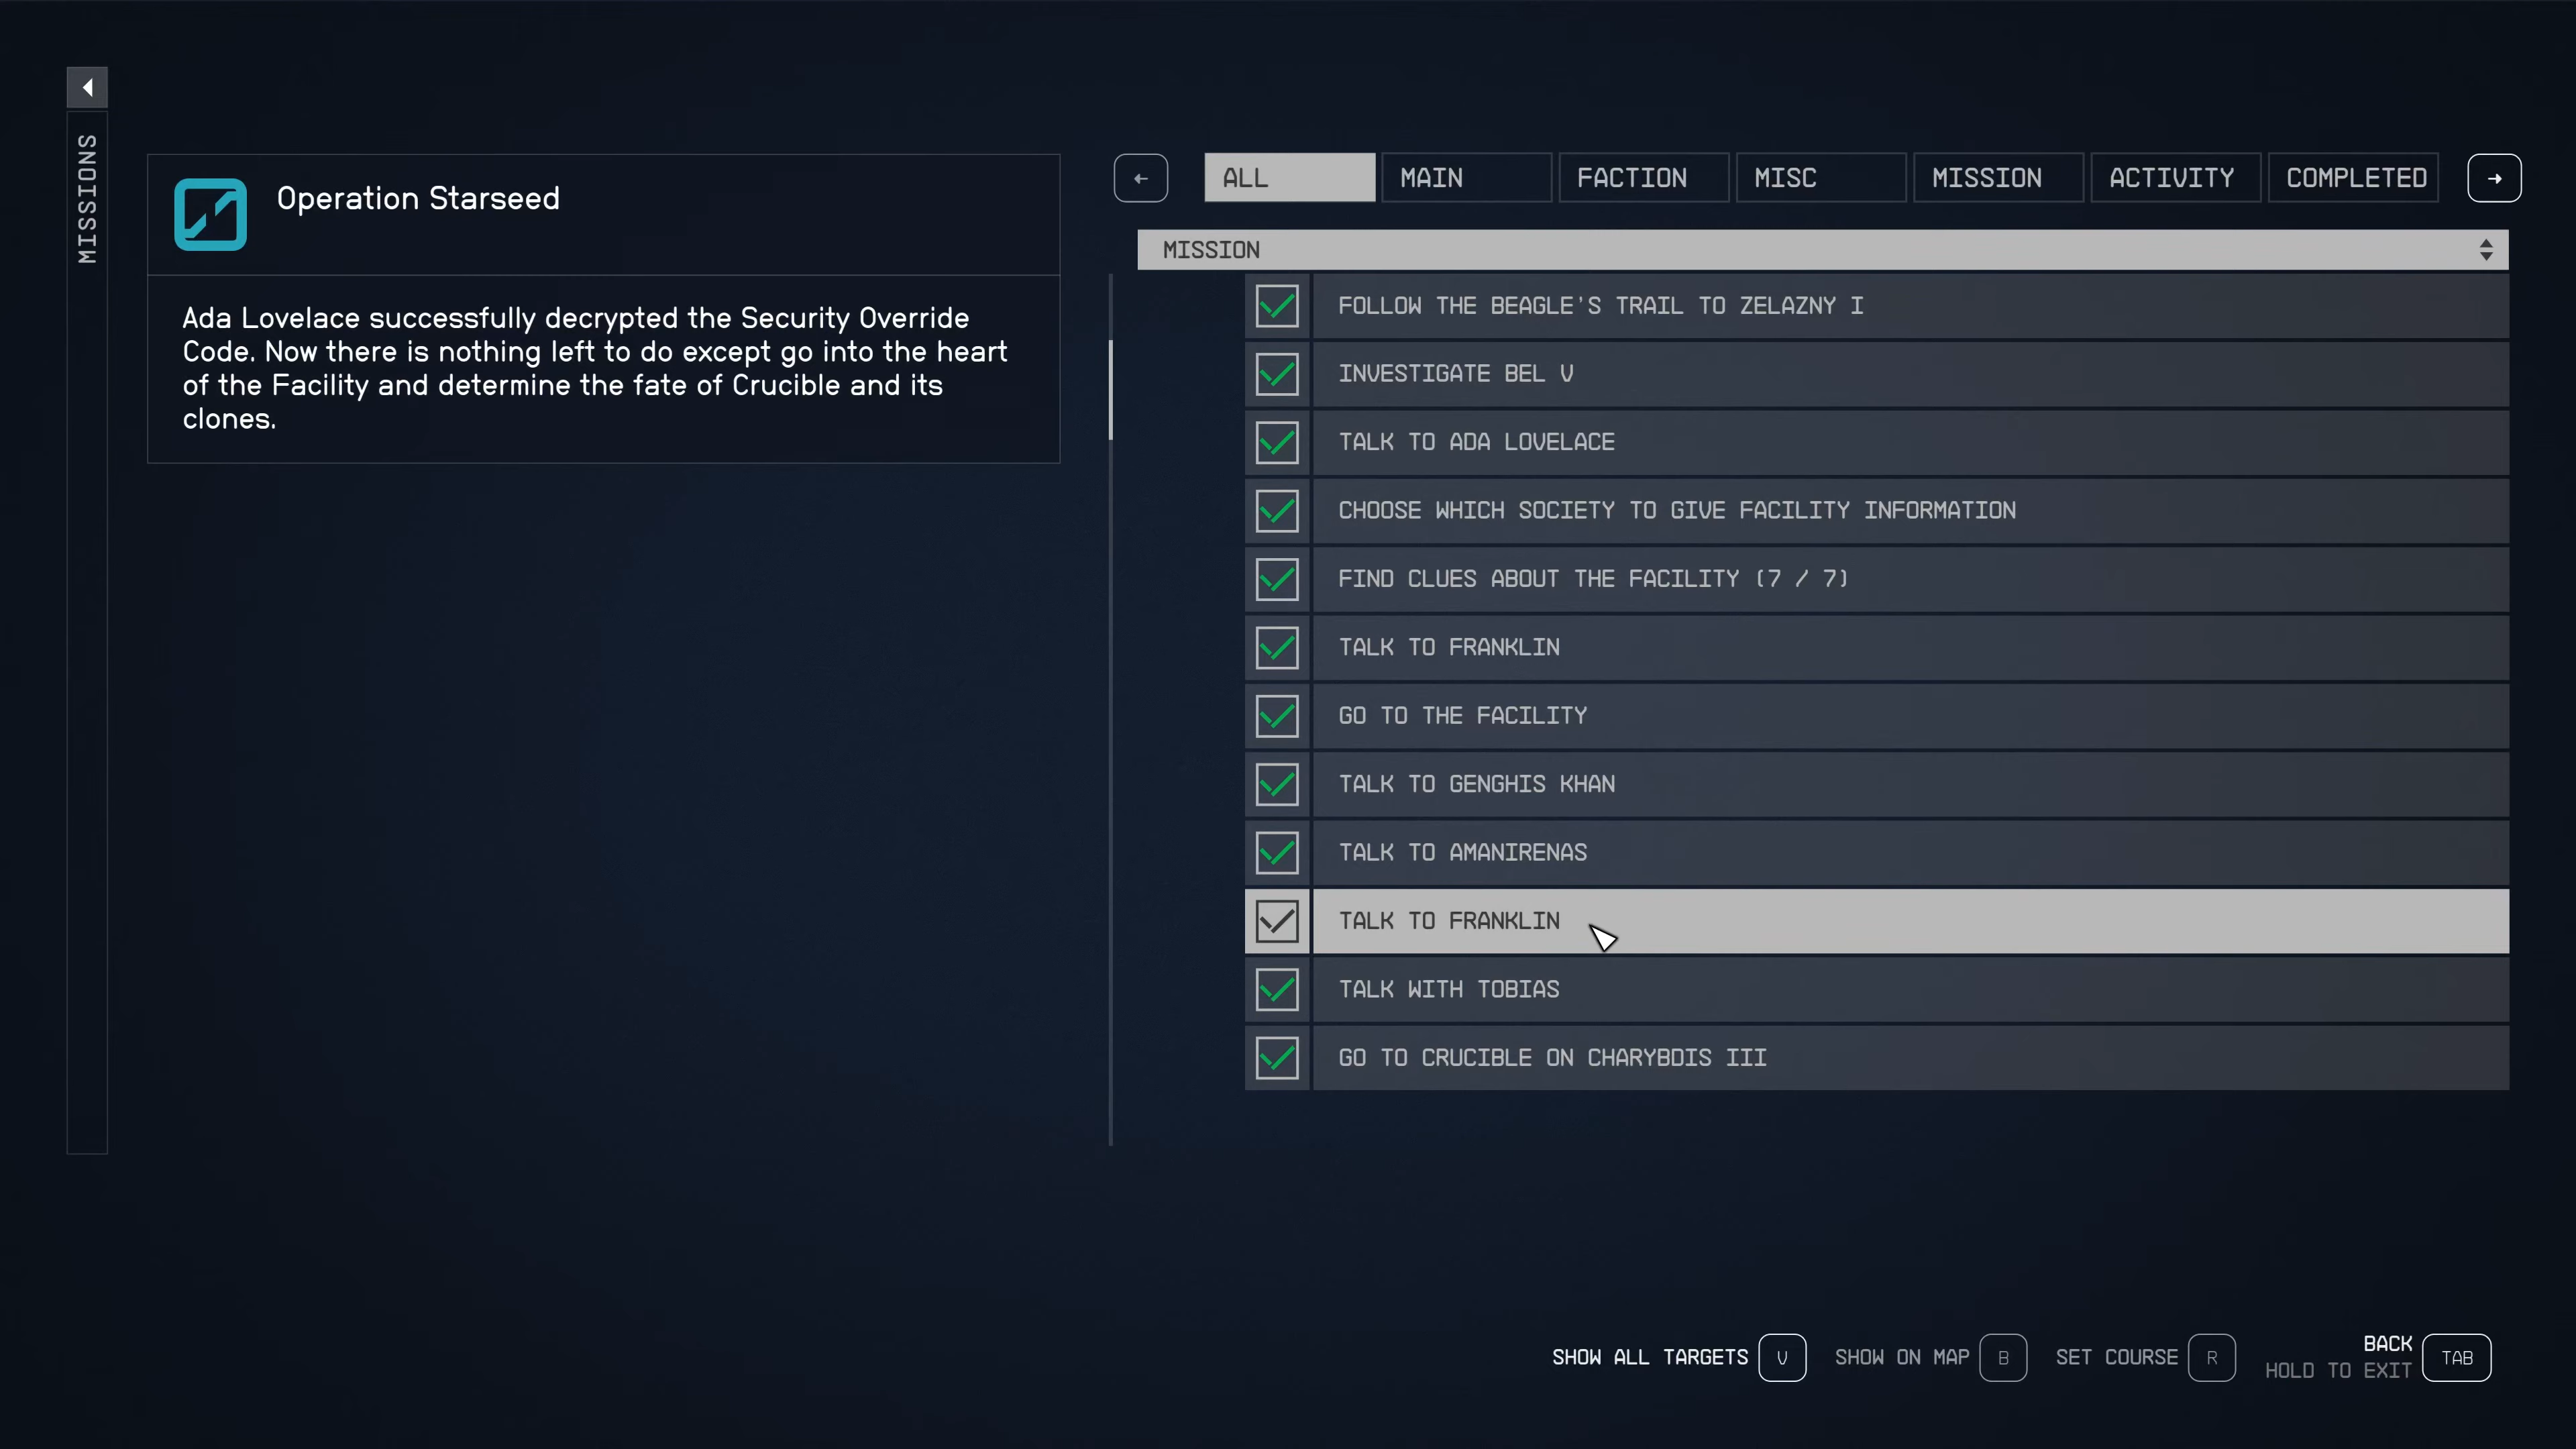 MISSIONS
Operation Starseed
Ada Lovelace successfully decrypted the Security Override
Code. Now there is nothing left to do except go into the heart
of the Facility and determine the fate of Crucible and its
clones.
ALL
MAIN
FACTION
MISC
MISSION
ACTIVITY
COMPLETED
MISSION
FOLLOW THE BEAGLE'S TRAIL TO ZELAZNY I
INVESTIGATE BEL V
TALK TO ADA LOVELACE
CHOOSE WHICH SOCIETY TO GIVE FACILITY INFORMATION
FIND CLUES ABOUT THE FACILITY (7 / 7)
TALK TO FRANKLIN
GO TO THE FACILITY
TALK TO GENGHIS KHAN
TALK TO AMANIRENAS
TALK TO FRANKLIN
TALK WITH TOBIAS
GO TO CRUCIBLE ON CHARYBDIS III
SHOW ALL TARGETS V
SHOW ON MAP B
SET COURSE R
BACK
HOLD TO EXIT
TAB